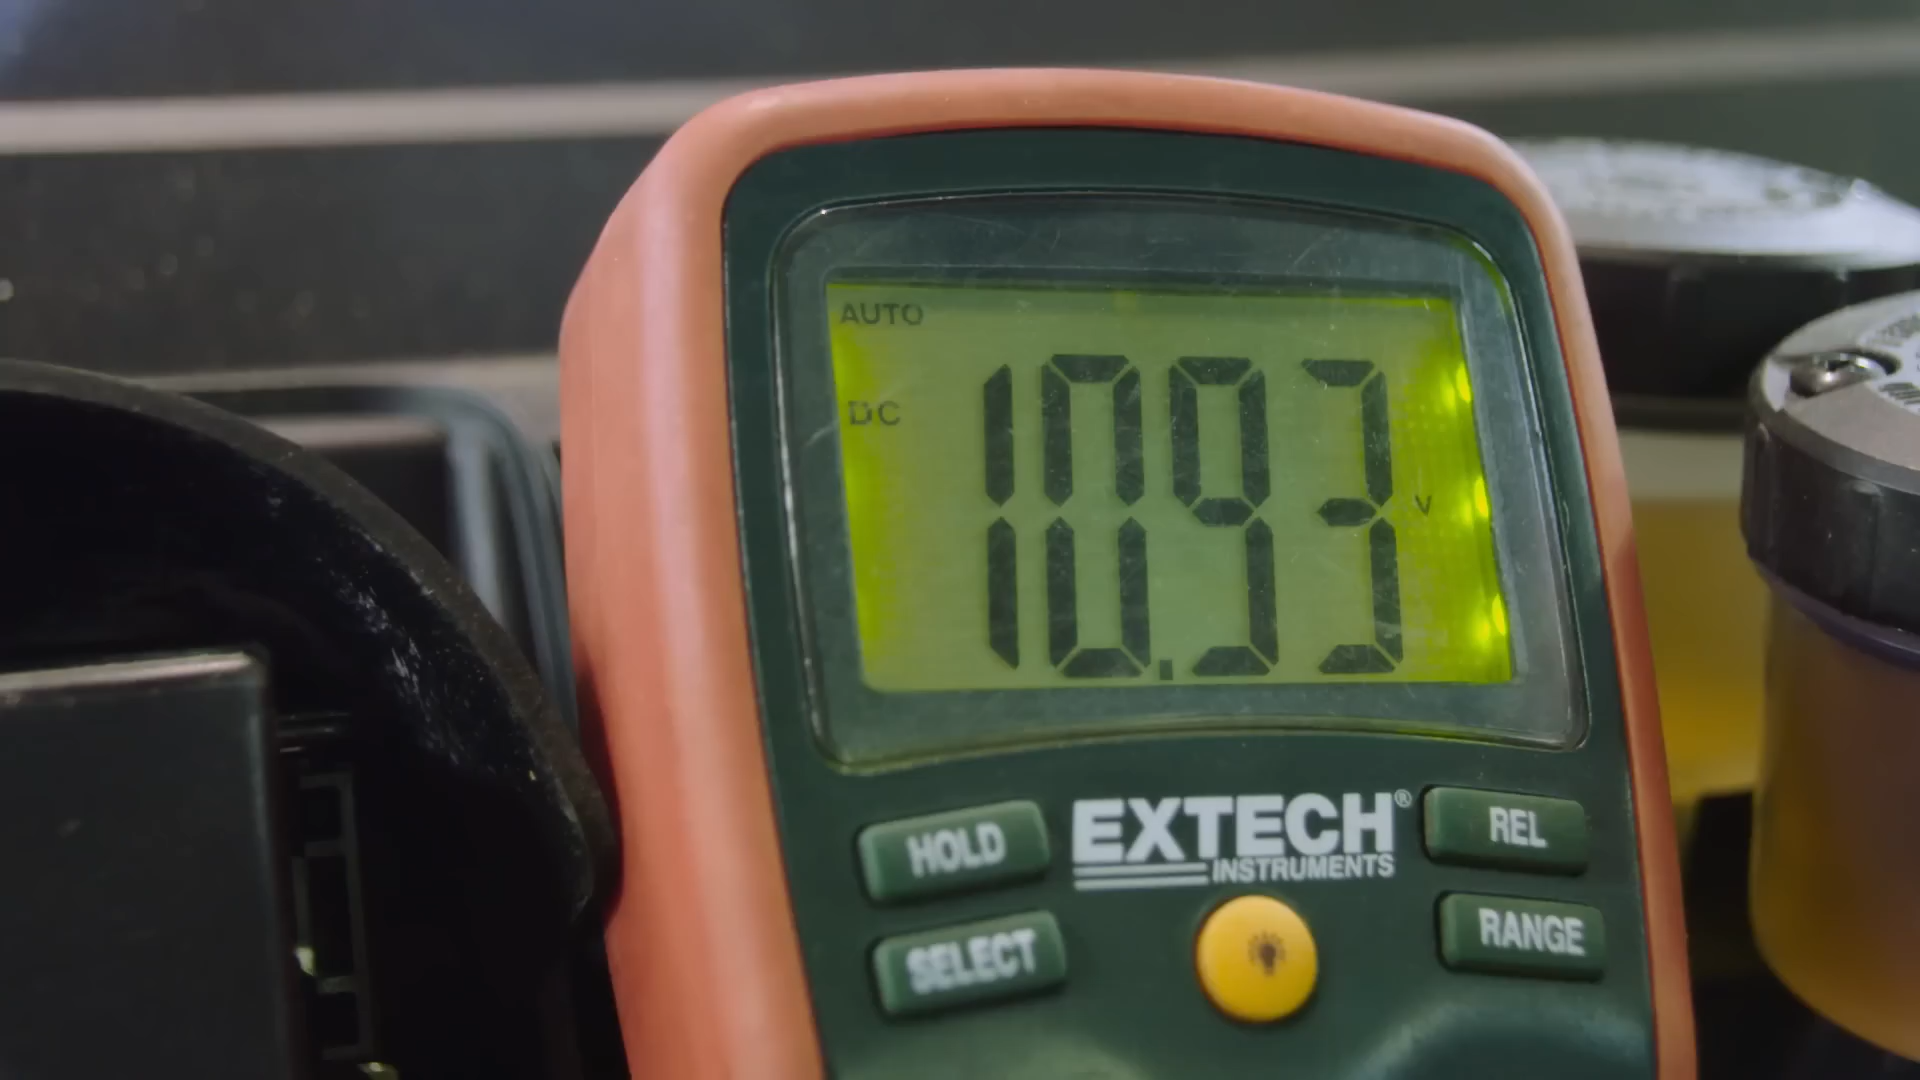 AUTO
DC
10.93 V
EXTECH®
INSTRUMENTS
HOLD
REL
SELECT
RANGE